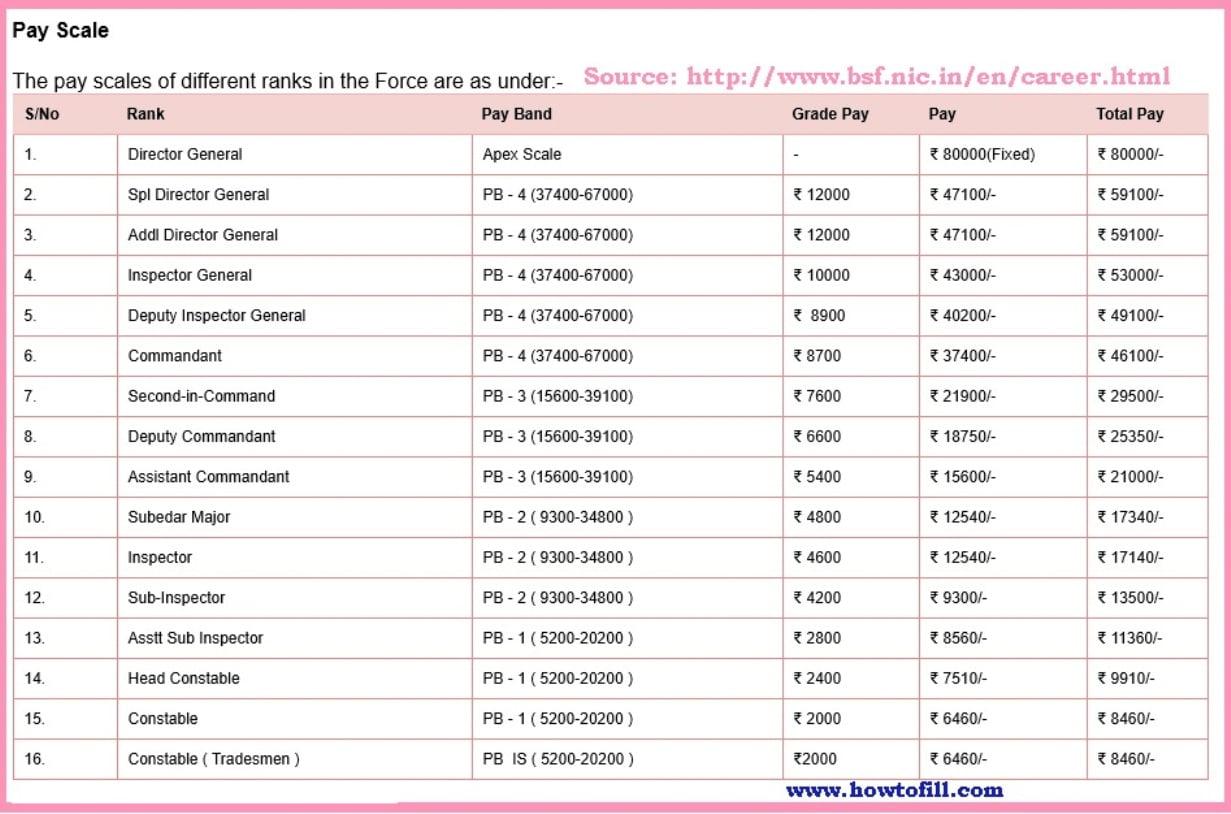 Pay Scale
The pay scales of different ranks in the Force are as under:- Source: http://www.bsf.nic.in/en/career.html
S/No Rank Pay Band Grade Pay Pay Total Pay
1. Director General Apex Scale - ₹ 80000(Fixed) ₹ 80000/-
2. Spl Director General PB - 4 (37400-67000) ₹ 12000 ₹ 47100/- ₹ 59100/-
3. Addl Director General PB - 4 (37400-67000) ₹ 12000 ₹ 47100/- ₹ 59100/-
4. Inspector General PB - 4 (37400-67000) ₹ 10000 ₹ 43000/- ₹ 53000/-
5. Deputy Inspector General PB - 4 (37400-67000) ₹ 8900 ₹ 40200/- ₹ 49100/-
6. Commandant PB - 4 (37400-67000) ₹ 8700 ₹ 37400/- ₹ 46100/-
7. Second-in-Command PB - 3 (15600-39100) ₹ 7600 ₹ 21900/- ₹ 29500/-
8. Deputy Commandant PB - 3 (15600-39100) ₹ 6600 ₹ 18750/- ₹ 25350/-
9. Assistant Commandant PB - 3 (15600-39100) ₹ 5400 ₹ 15600/- ₹ 21000/-
10. Subedar Major PB - 2 ( 9300-34800 ) ₹ 4800 ₹ 12540/- ₹ 17340/-
11. Inspector PB - 2 ( 9300-34800 ) ₹ 4600 ₹ 12540/- ₹ 17140/-
12. Sub-Inspector PB - 2 ( 9300-34800 ) ₹ 4200 ₹ 9300/- ₹ 13500/-
13. Asstt Sub Inspector PB - 1 ( 5200-20200 ) ₹ 2800 ₹ 8560/- ₹ 11360/-
14. Head Constable PB - 1 ( 5200-20200 ) ₹ 2400 ₹ 7510/- ₹ 9910/-
15. Constable PB - 1 ( 5200-20200 ) ₹ 2000 ₹ 6460/- ₹ 8460/-
16. Constable ( Tradesmen ) PB IS ( 5200-20200 ) ₹2000 ₹ 6460/- ₹ 8460/-
www.howtofill.com